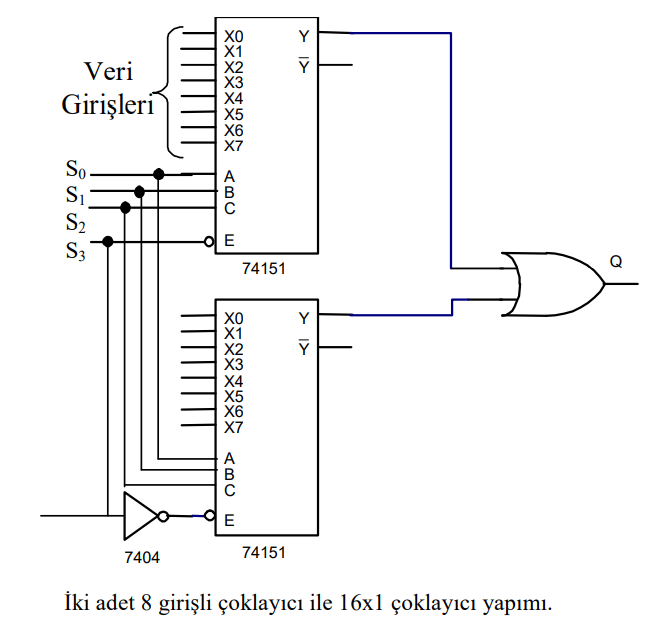 Veri
Girişleri
X0
X1
X2
X3
X4
X5
X6
X7
Y
Y̅
S0
S1
S2
S3
A
B
C
E
74151
Q
X0
X1
X2
X3
X4
X5
X6
X7
Y
Y̅
A
B
C
E
74151
7404
İki adet 8 girişli çoklayıcı ile 16x1 çoklayıcı yapımı.